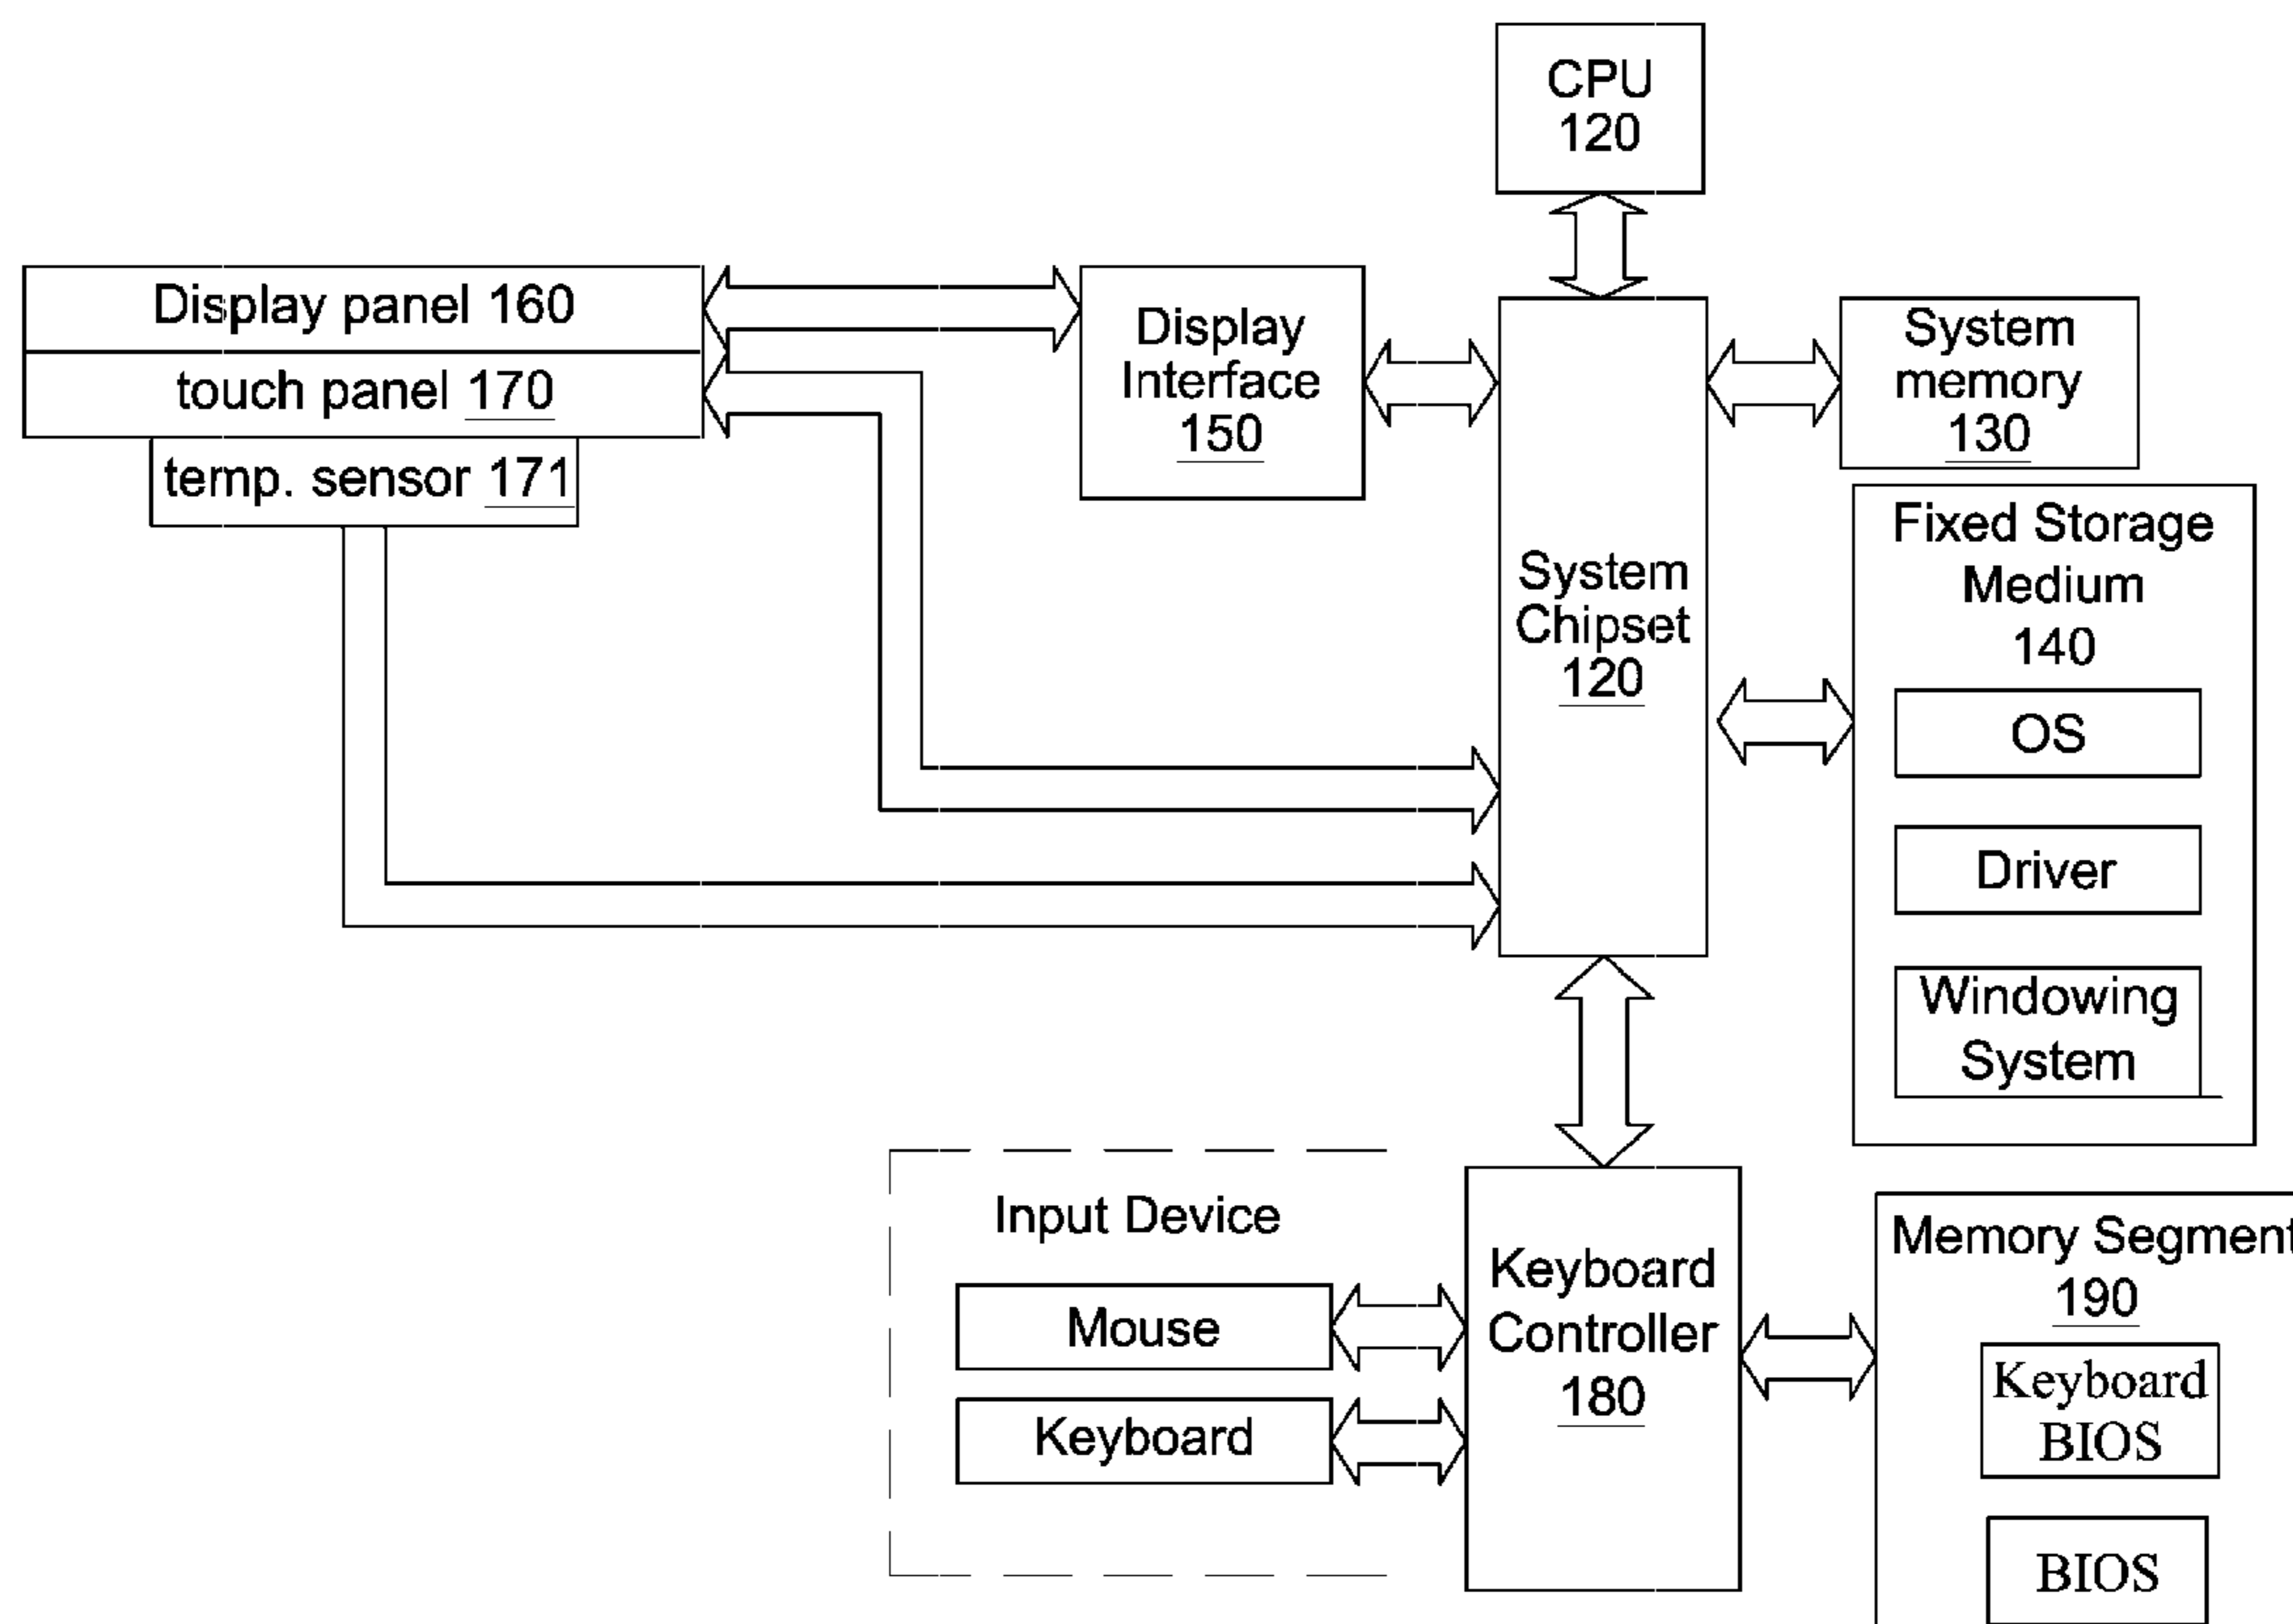 CPU
120
Display panel 160
touch panel 170
temp. sensor 171
Display
Interface
150
System
Chipset
120
System
memory
130
Fixed Storage
Medium
140
OS
Driver
Windowing
System
Input Device
Mouse
Keyboard
Keyboard
Controller
180
Memory Segment
190
Keyboard
BIOS
BIOS